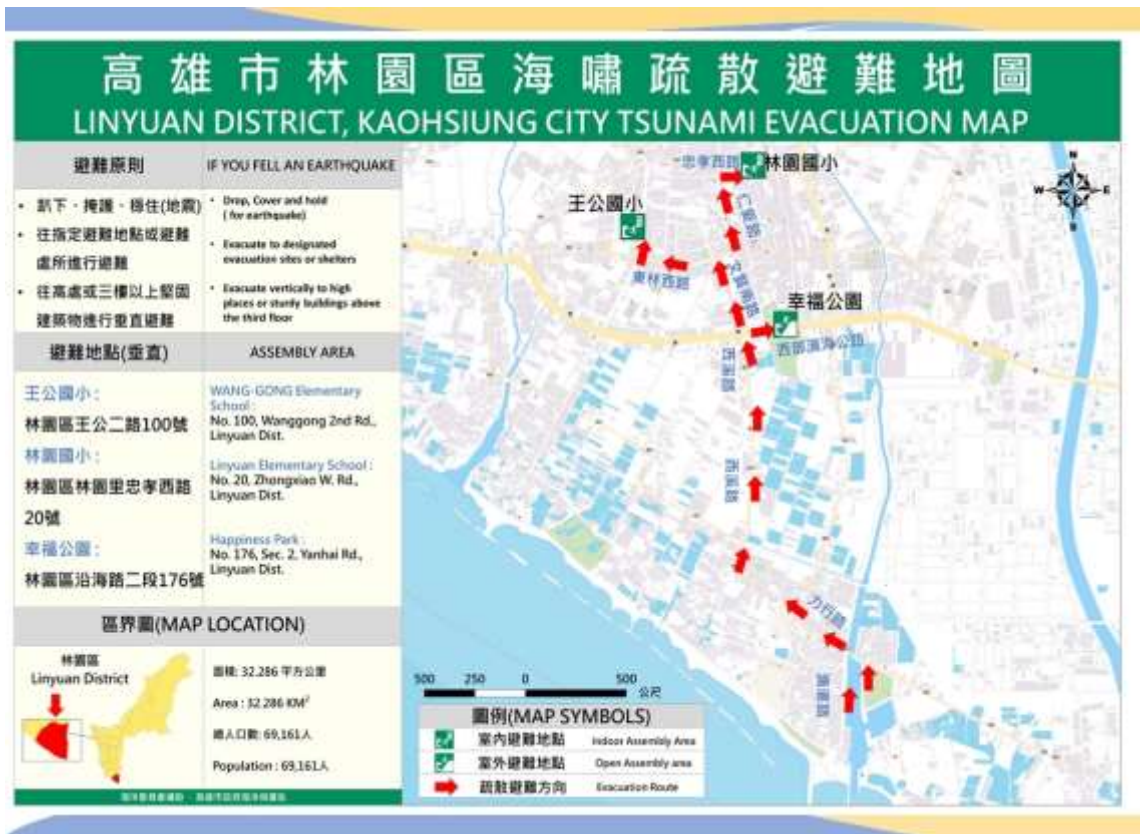 高雄市林園區海嘯疏散避難地圖
LINYUAN DISTRICT, KAOHSIUNG CITY TSUNAMI EVACUATION MAP
避難原則
IF YOU FELL AN EARTHQUAKE
• 趴下、掩護、穩住(地震)
• 往指定避難地點或避難
處所進行避難
• 往高處或三樓以上堅固
建築物進行垂直避難
• Drop, Cover and hold
( for earthquake)
• Evacuate to designated
evacuation sites or shelters
• Evacuate vertically to high
places or sturdy buildings above
the third floor
避難地點(垂直)
ASSEMBLY AREA
王公國小:
林園區王公二路100號
林園國小:
林園區林園里忠孝西路
20號
幸福公園:
林園區沿海路二段176號
WANG-GONG Elementary
School :
No. 100, Wanggong 2nd Rd.,
Linyuan Dist.
Linyuan Elementary School :
No. 20, Zhongxiao W. Rd.,
Linyuan Dist.
Happiness Park :
No. 176, Sec. 2, Yanhai Rd.,
Linyuan Dist.
區界圖(MAP LOCATION)
林園區
Linyuan District
面積: 32.286 平方公里
Area : 32.286 KM²
總人口數: 69,161人
Population : 69,161人
忠孝西路
林園國小
王公國小
仁愛路
東林西路
文賢南路
幸福公園
西部濱海公路
西溪路
西溪路
力行路
N
W
E
S
500 250 0 500
公尺
圖例(MAP SYMBOLS)
室內避難地點 Indoor Assembly Area
室外避難地點 Open Assembly area
疏散避難方向 Evacuation Route